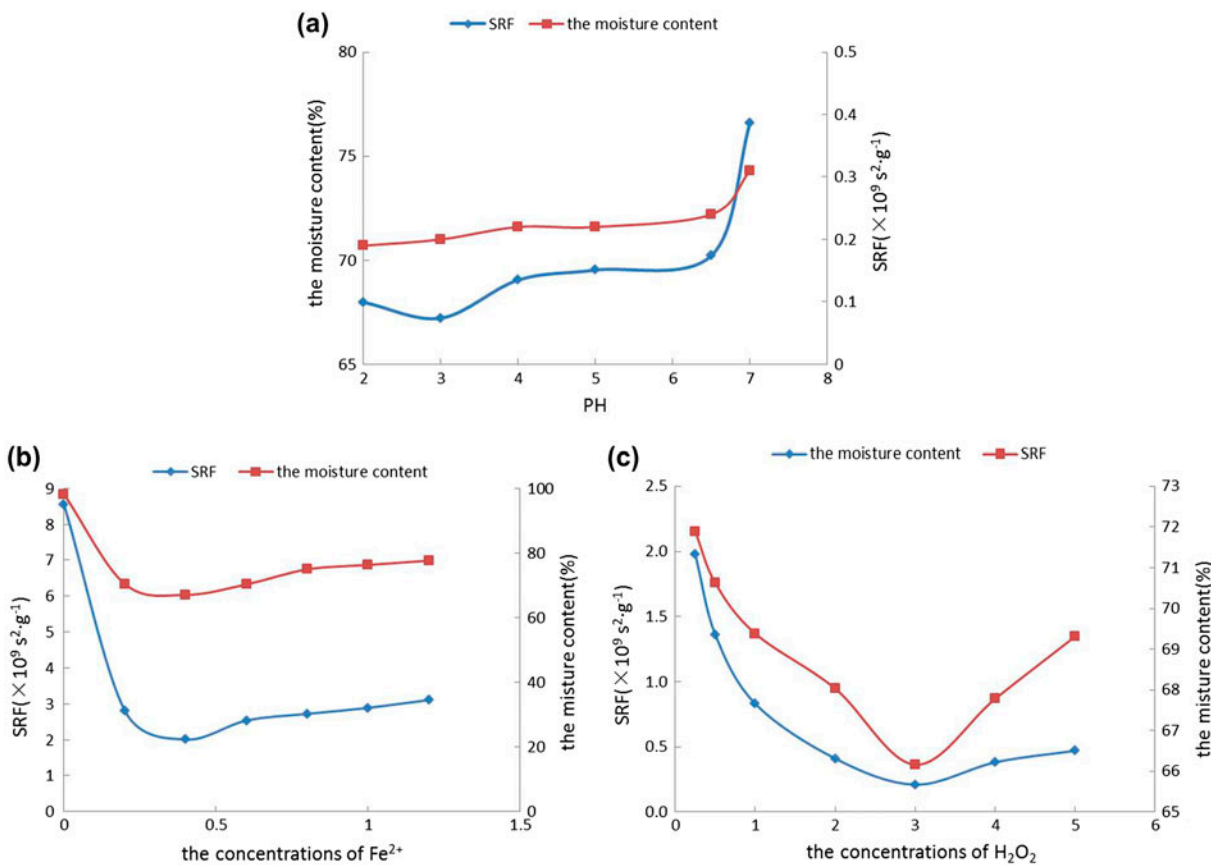 (a)
SRF the moisture content
80 0.5
0.4
75
0.3
0.2
70
0.1
65 0
2 3 4 5 6 7 8
PH
the moisture content(%)
SRF(×10⁹ s²·g⁻¹)
(b)
SRF the moisture content
9 100
8
7 80
6
5 60
4
3 40
2 20
1
0 0
0 0.5 1 1.5
the concentrations of Fe²⁺
SRF(×10⁹ s²·g⁻¹)
the misture content(%)
(c)
the moisture content SRF
2.5 73
72
2.0
71
1.5 70
69
1.0
68
67
0.5
66
0.0 65
0 1 2 3 4 5 6
the concentrations of H₂O₂
SRF(×10⁹ s²·g⁻¹)
the misture content(%)